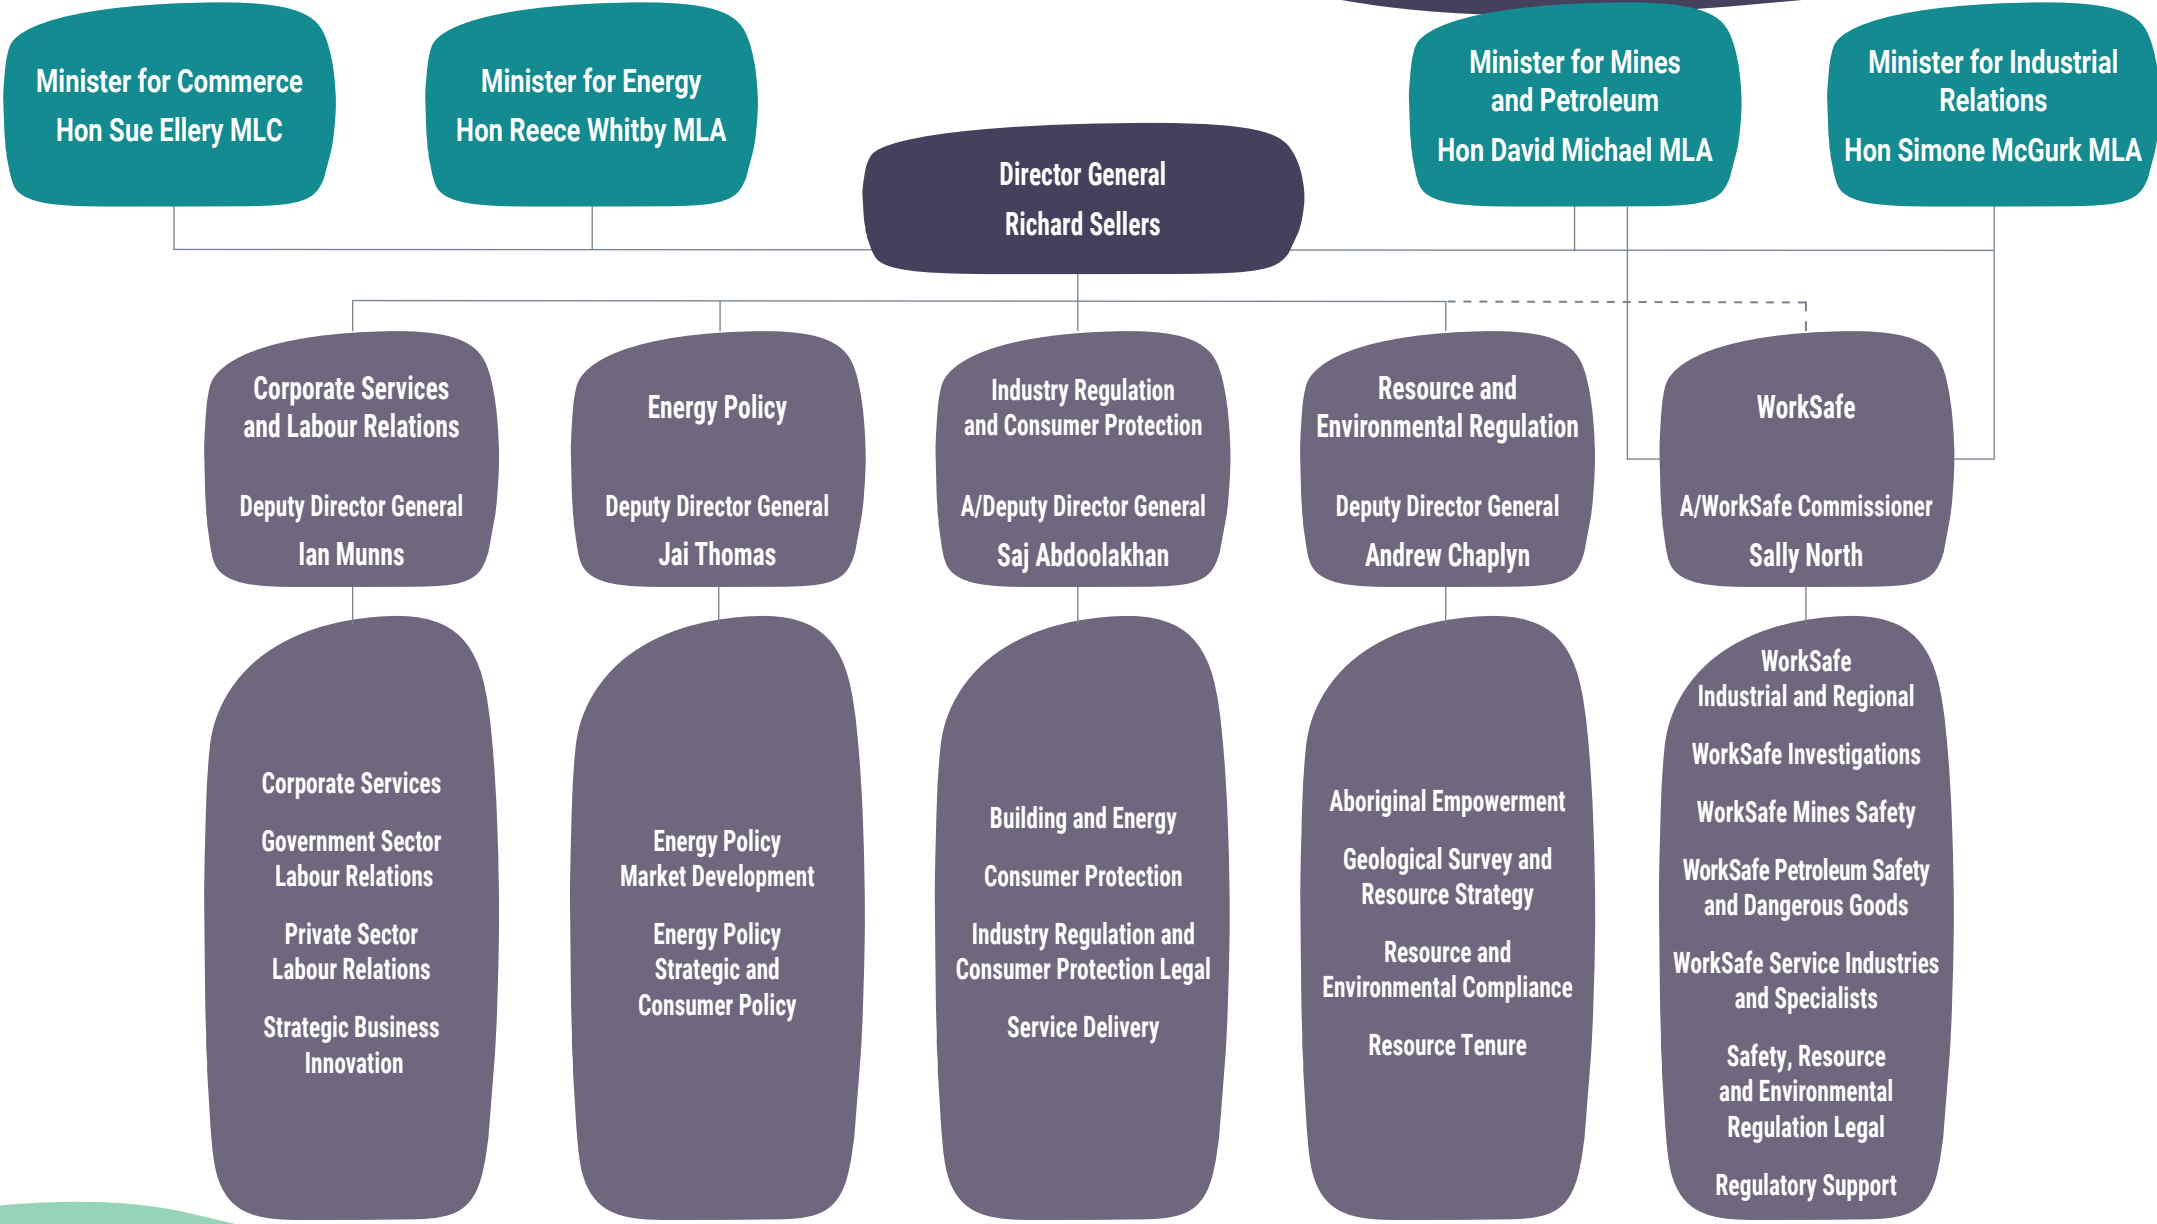 Minister for Commerce
Hon Sue Ellery MLC
Minister for Energy
Hon Reece Whitby MLA
Director General
Richard Sellers
Minister for Mines
and Petroleum
Hon David Michael MLA
Minister for Industrial
Relations
Hon Simone McGurk MLA
Corporate Services
and Labour Relations
Deputy Director General
Ian Munns
Energy Policy
Deputy Director General
Jai Thomas
Industry Regulation
and Consumer Protection
A/Deputy Director General
Saj Abdoolakhan
Resource and
Environmental Regulation
Deputy Director General
Andrew Chaplyn
WorkSafe
A/WorkSafe Commissioner
Sally North
Corporate Services
Government Sector
Labour Relations
Private Sector
Labour Relations
Strategic Business
Innovation
Energy Policy
Market Development
Energy Policy
Strategic and
Consumer Policy
Building and Energy
Consumer Protection
Industry Regulation and
Consumer Protection Legal
Service Delivery
Aboriginal Empowerment
Geological Survey and
Resource Strategy
Resource and
Environmental Compliance
Resource Tenure
WorkSafe
Industrial and Regional
WorkSafe Investigations
WorkSafe Mines Safety
WorkSafe Petroleum Safety
and Dangerous Goods
WorkSafe Service Industries
and Specialists
Safety, Resource
and Environmental
Regulation Legal
Regulatory Support